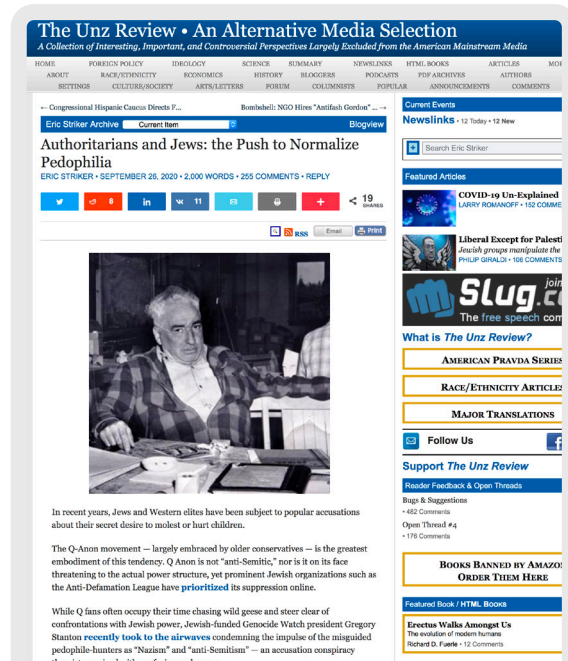 The Unz Review • An Alternative Media Selection
A Collection of Interesting, Important, and Controversial Perspectives Largely Excluded from the American Mainstream Media
HOME FOREIGN POLICY IDEOLOGY SCIENCE SUMMARY NEWSLINKS HTML BOOKS ARTICLES
ABOUT RACE/ETHNICITY ECONOMICS HISTORY BLOGGERS PODCASTS PDF ARCHIVES AUTHORS
SETTINGS CULTURE/SOCIETY ARTS/LETTERS FORUM COLUMNISTS POPULAR ANNOUNCEMENTS COMMENTS
← Congressional Hispanic Caucus Directs F...
Bombshell: NGO Hires "Antifash Gordon" ... →
Eric Striker Archive Current Item Blogview
Authoritarians and Jews: the Push to Normalize
Pedophilia
ERIC STRIKER • SEPTEMBER 26, 2020 • 2,000 WORDS • 255 COMMENTS • REPLY
8 in 11 19
SHARES
RSS Email Print
In recent years, Jews and Western elites have been subject to popular accusations
about their secret desire to molest or hurt children.
The Q-Anon movement — largely embraced by older conservatives — is the greatest
embodiment of this tendency. Q Anon is not “anti-Semitic,” nor is it on its face
threatening to the actual power structure, yet prominent Jewish organizations such as
the Anti-Defamation League have prioritized its suppression online.
While Q fans often occupy their time chasing wild geese and steer clear of
confrontations with Jewish power, Jewish-funded Genocide Watch president Gregory
Stanton recently took to the airwaves condemning the impulse of the misguided
pedophile-hunters as “Nazism” and “anti-Semitism” — an accusation conspiracy
Current Events
Newslinks • 12 Today • 12 New
Search Eric Striker
Featured Articles
COVID-19 Un-Explained
LARRY ROMANOFF • 152 COMME
Liberal Except for Palesti
Jewish groups manipulate the
PHILIP GIRALDI • 106 COMMENTS
join
Slug.c
The free speech com
What is The Unz Review?
AMERICAN PRAVDA SERIES
RACE/ETHNICITY ARTICLES
MAJOR TRANSLATIONS
Follow Us
Support The Unz Review
Reader Feedback & Open Threads
Bugs & Suggestions
• 482 Comments
Open Thread #4
• 176 Comments
BOOKS BANNED BY AMAZO
ORDER THEM HERE
Featured Book / HTML BOOKS
Erectus Walks Amongst Us
The evolution of modern humans
Richard D. Fuerle • 12 Comments